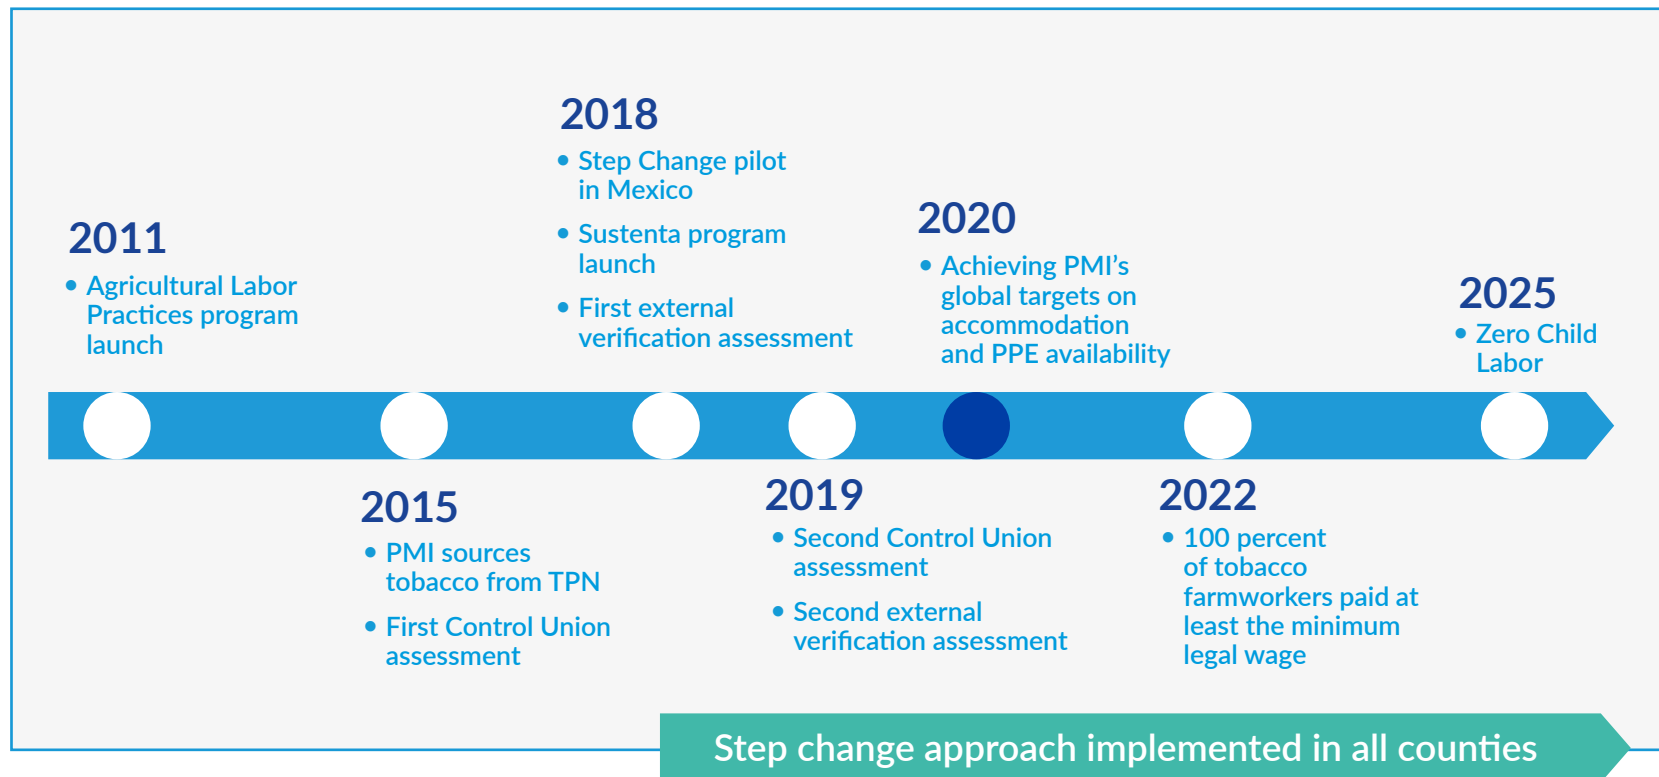 2011
• Agricultural Labor
Practices program
launch
2015
• PMI sources
tobacco from TPN
• First Control Union
assessment
2018
• Step Change pilot
in Mexico
• Sustenta program
launch
• First external
verification assessment
2019
• Second Control Union
assessment
• Second external
verification assessment
2020
• Achieving PMI's
global targets on
accommodation
and PPE availability
2022
• 100 percent
of tobacco
farmworkers paid at
least the minimum
legal wage
2025
• Zero Child
Labor
Step change approach implemented in all counties